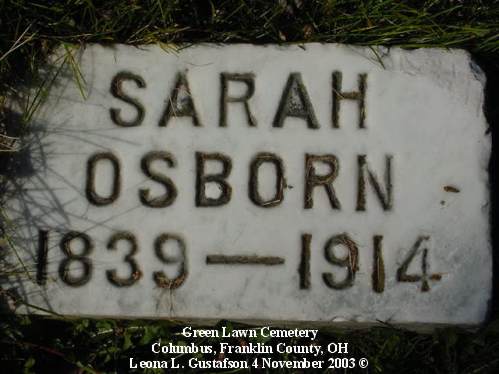 SARAH
OSBORN
1839—1914
Green Lawn Cemetery
Columbus, Franklin County, OH
Leona L. Gustafson 4 November 2003 ©